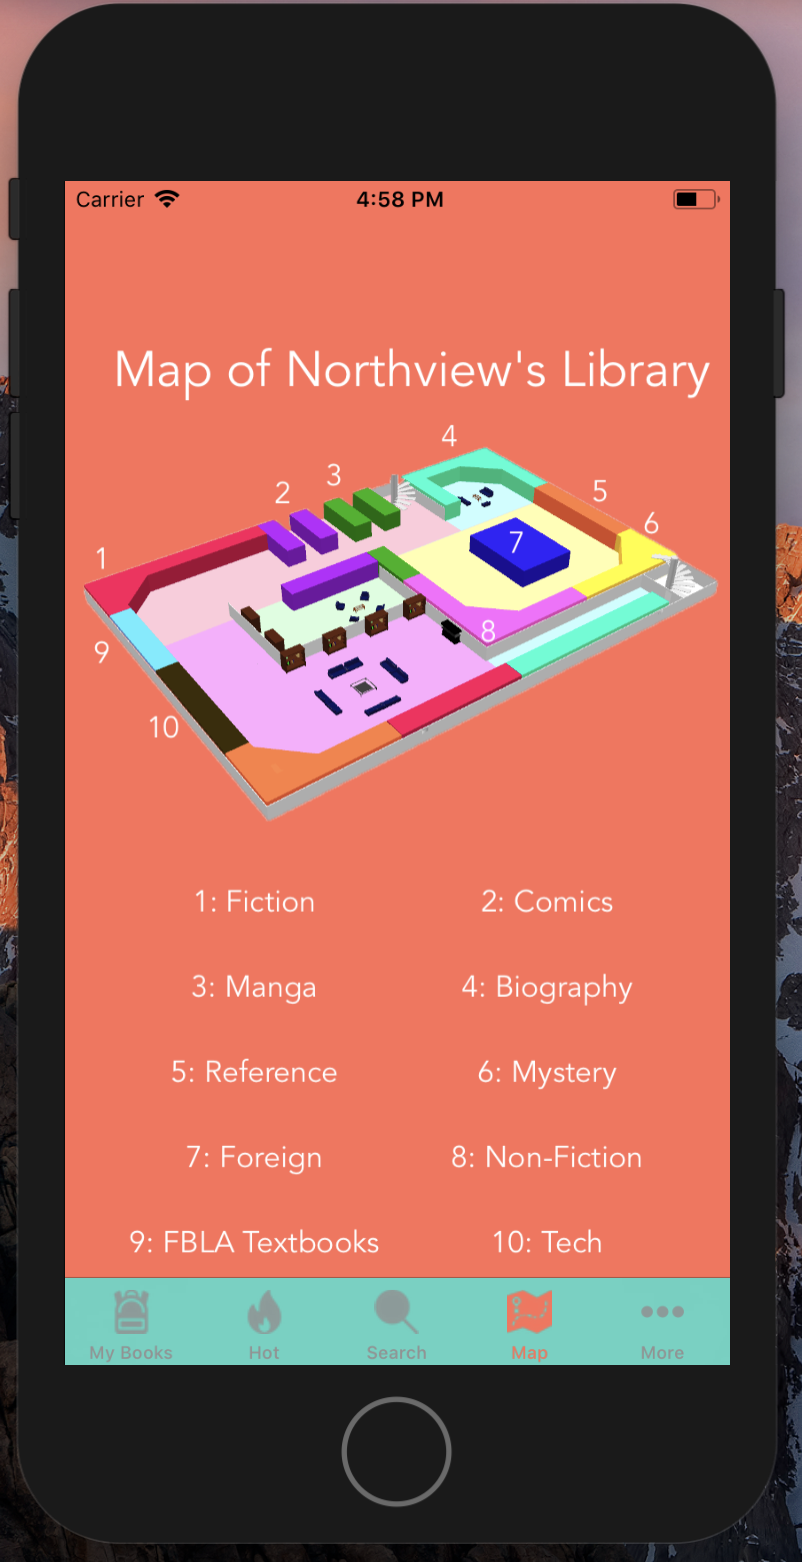 Carrier 4:58 PM
Map of Northview's Library
4
3
2
5
6
7
1
8
9
10
1: Fiction 2: Comics
3: Manga 4: Biography
5: Reference 6: Mystery
7: Foreign 8: Non-Fiction
9: FBLA Textbooks 10: Tech
My Books Hot Search Map More